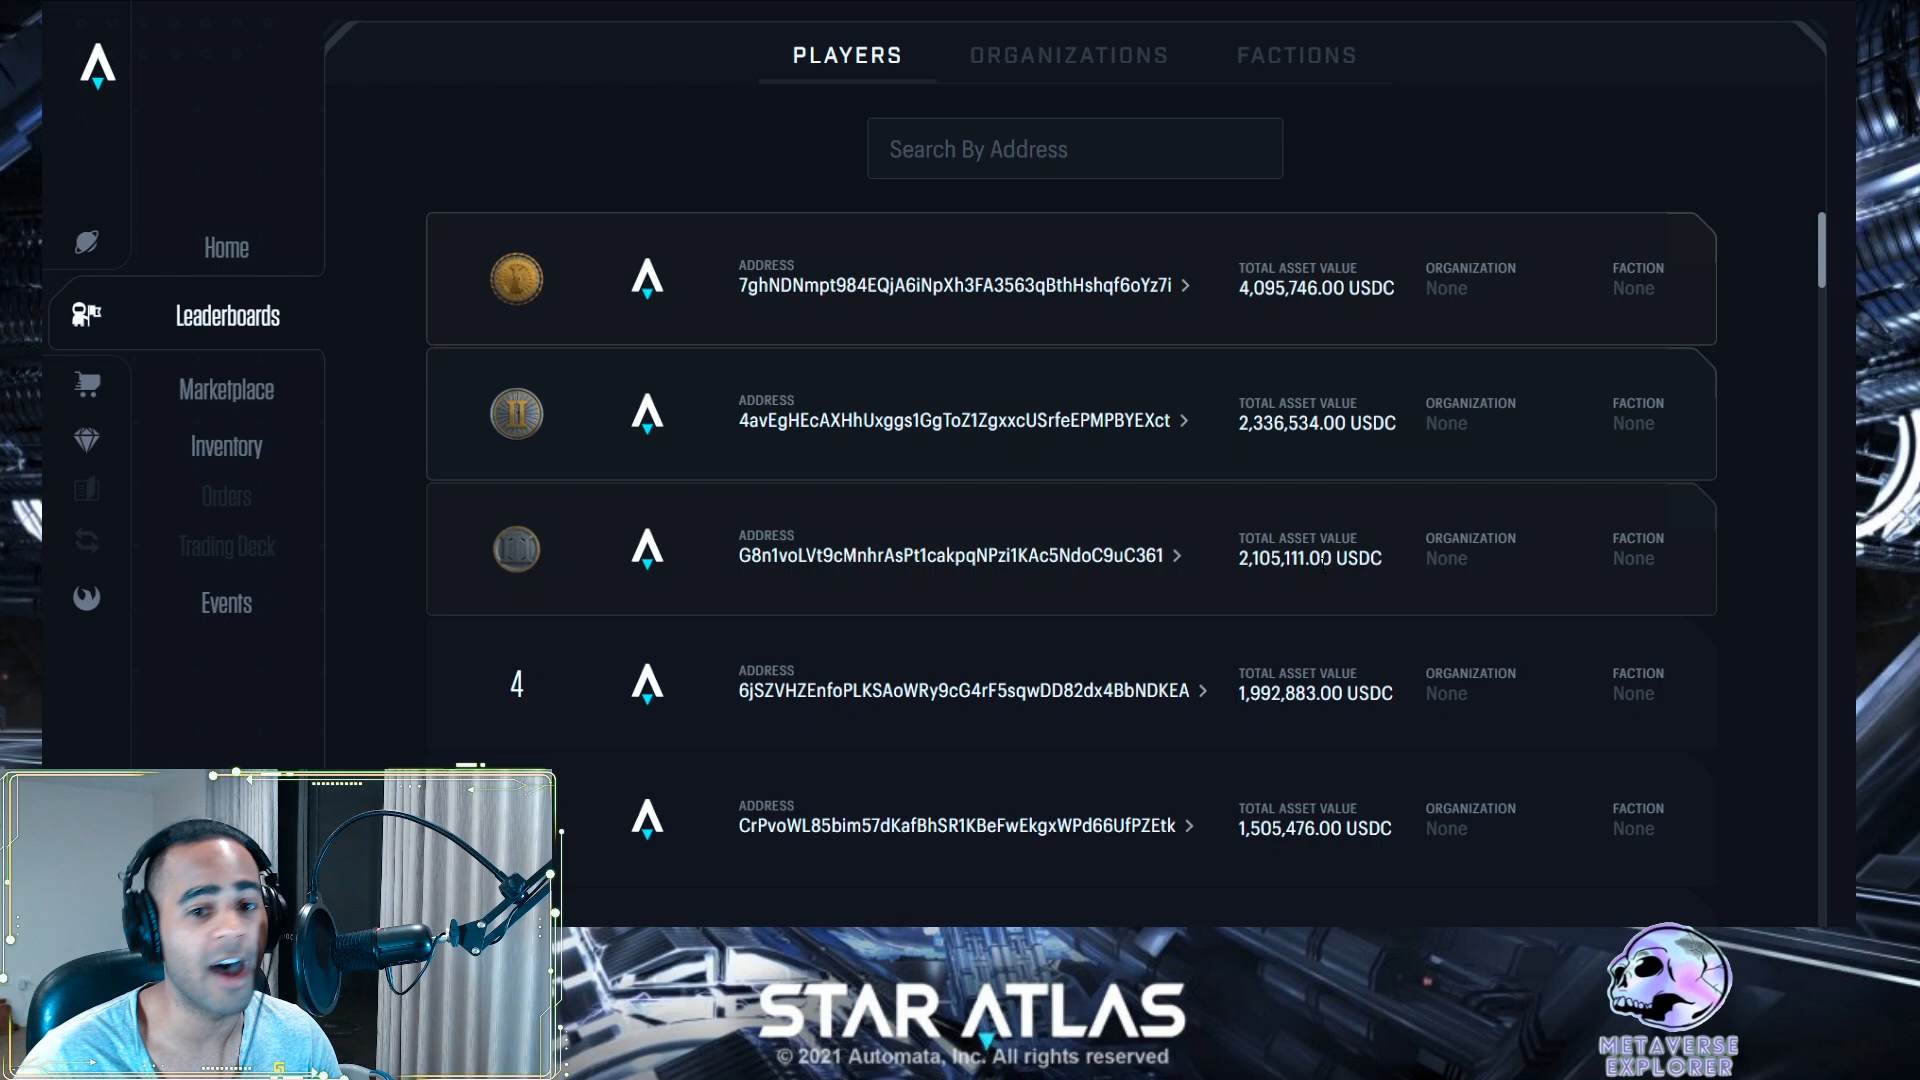 PLAYERS
ORGANIZATIONS
FACTIONS
Search By Address
Home
Leaderboards
Marketplace
Inventory
Orders
Trading Deck
Events
I
ADDRESS
7ghNDNmpt984EQjA6iNpXh3FA3563qBthHshqf6oYz7i >
TOTAL ASSET VALUE
4,095,746.00 USDC
ORGANIZATION
None
FACTION
None
II
ADDRESS
4avEgHEcAXHhUxggs1GgToZ1ZgxxcUSrfeEPMPBYEXct >
TOTAL ASSET VALUE
2,336,534.00 USDC
ORGANIZATION
None
FACTION
None
III
ADDRESS
G8n1voLVt9cMnhrAsPt1cakpqNPzi1KAc5NdoC9uC361 >
TOTAL ASSET VALUE
2,105,111.00 USDC
ORGANIZATION
None
FACTION
None
4
ADDRESS
6jSZVHZEnfoPLKSAoWRy9cG4rF5sqwDD82dx4BbNDKEA >
TOTAL ASSET VALUE
1,992,883.00 USDC
ORGANIZATION
None
FACTION
None
ADDRESS
CrPvoWL85bim57dKafBhSR1KBeFwEkgxWPd66UfPZEtk >
TOTAL ASSET VALUE
1,505,476.00 USDC
ORGANIZATION
None
FACTION
None
STAR ATLAS
© 2021 Automata, Inc. All rights reserved
METAVERSE
EXPLORER